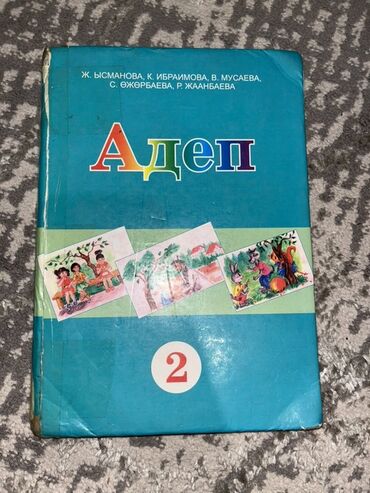 Ж. ЫСМАНОВА, К. ИБРАИМОВА, В. МУСАЕВА,
С. ӨЖӨРБАЕВА, Р. ЖААНБАЕВА
Адеп
2